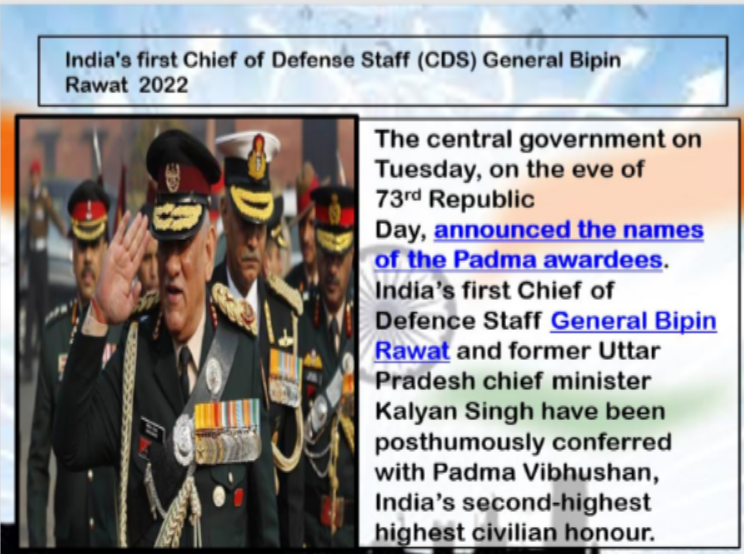 India's first Chief of Defense Staff (CDS) General Bipin
Rawat 2022
The central government on
Tuesday, on the eve of
73rd Republic
Day, announced the names
of the Padma awardees.
India's first Chief of
Defence Staff General Bipin
Rawat and former Uttar
Pradesh chief minister
Kalyan Singh have been
posthumously conferred
with Padma Vibhushan,
India's second-highest
highest civilian honour.